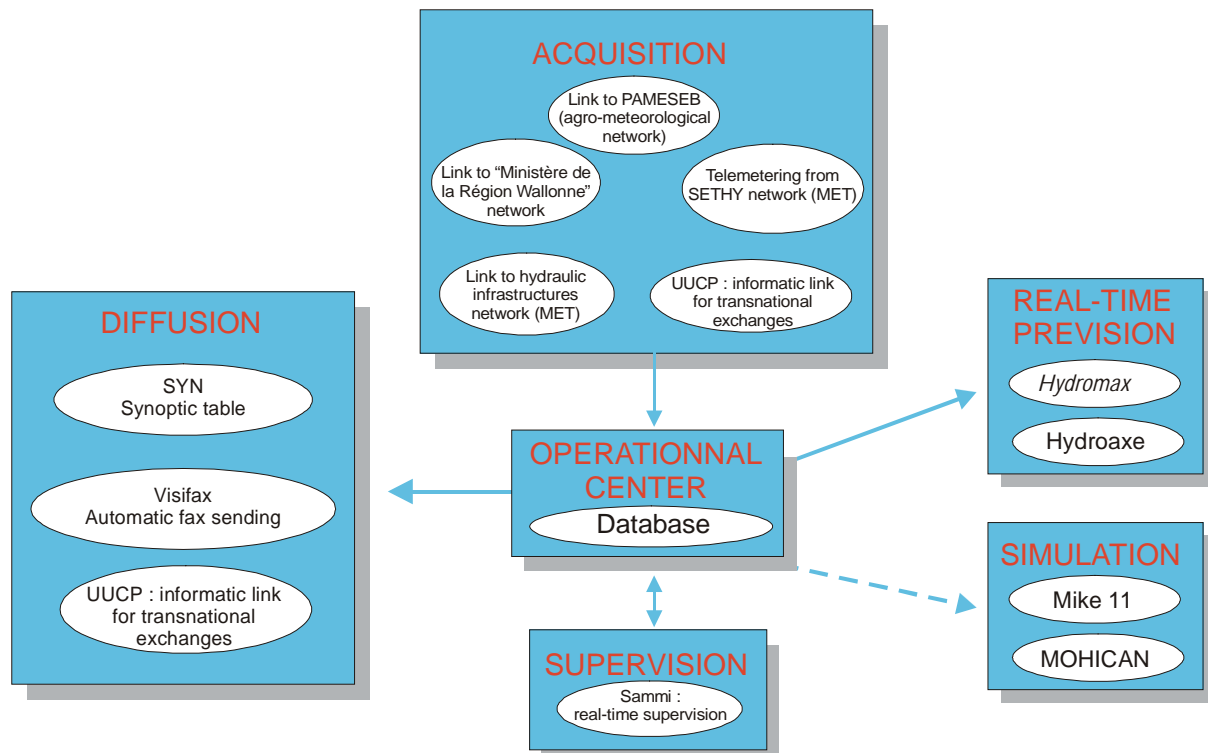 ACQUISITION
Link to PAMESEB
(agro-meteorological
network)
Link to “Ministère de
la Région Wallonne”
network
Telemetering from
SETHY network (MET)
Link to hydraulic
infrastructures
network (MET)
UUCP : informatic link
for transnational
exchanges
DIFFUSION
SYN
Synoptic table
Visifax
Automatic fax sending
UUCP : informatic link
for transnational
exchanges
OPERATIONNAL
CENTER
Database
REAL-TIME
PREVISION
Hydromax
Hydroaxe
SIMULATION
Mike 11
MOHICAN
SUPERVISION
Sammi :
real-time supervision